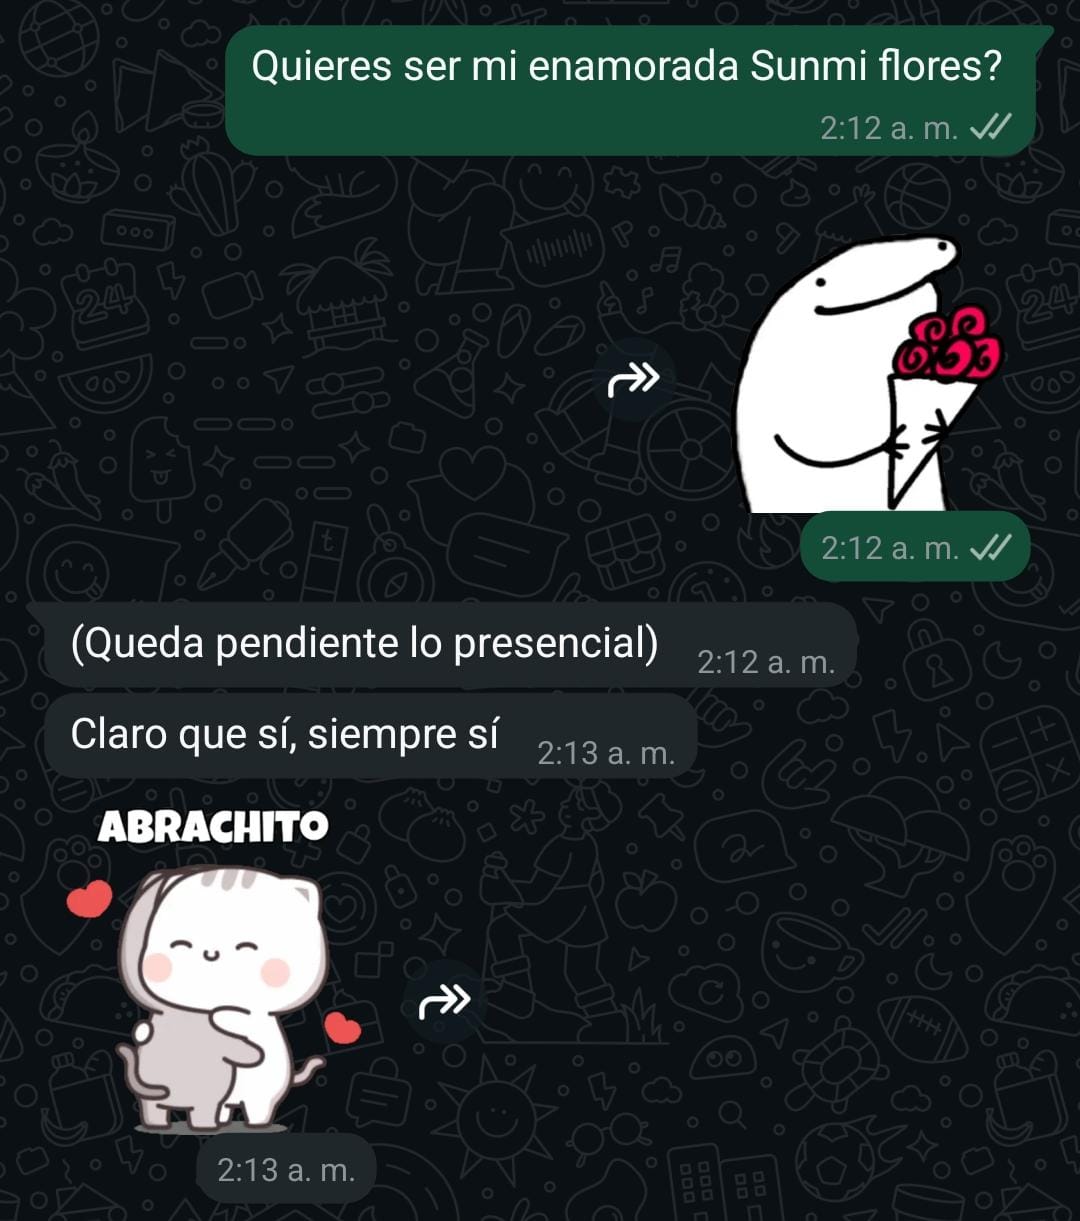 Quieres ser mi enamorada Sunmi flores?
2:12 a. m.
2:12 a. m.
(Queda pendiente lo presencial)
2:12 a. m.
Claro que sí, siempre sí
2:13 a. m.
ABRACHITO
2:13 a. m.